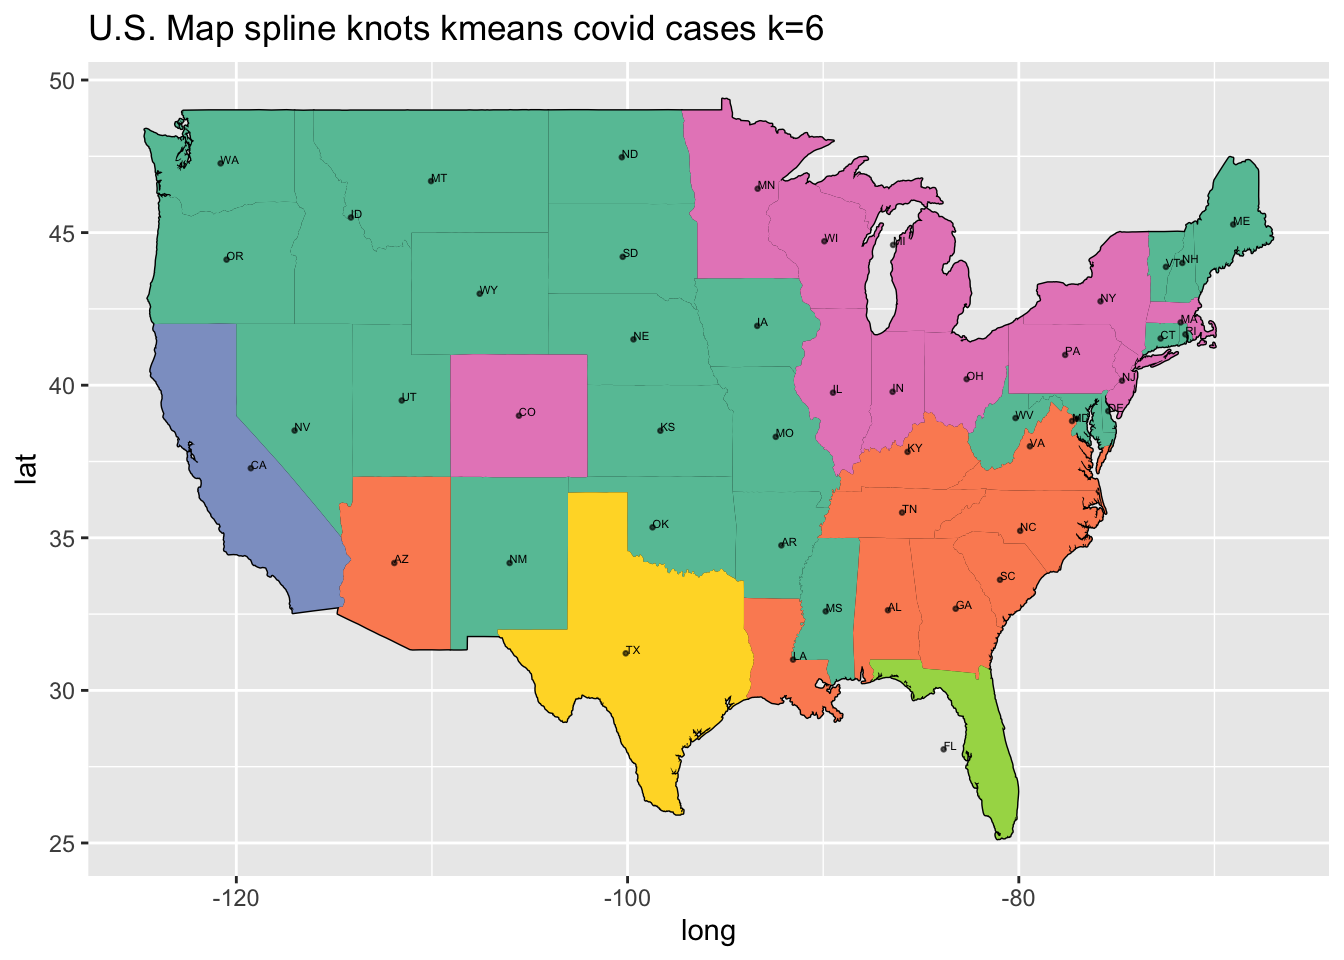 U.S. Map spline knots kmeans covid cases k=6
50
45
40
35
30
25
lat
WA
MT
ND
MN
ID
OR
SD
WI
MI
ME
WY
VT
NH
NY
NE
IA
MA
CT
RI
PA
NV
UT
CO
KS
MO
IL
IN
OH
NJ
WV
DE
MD
VA
CA
KY
AZ
NM
OK
AR
TN
NC
SC
MS
AL
GA
TX
LA
FL
-120
-100
-80
long